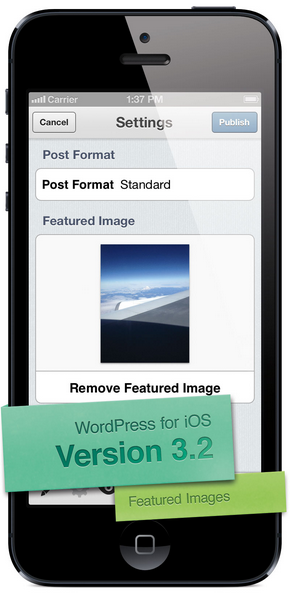 Carrier 1:37 PM
Cancel Settings Publish
Post Format
Post Format Standard
Featured Image
Remove Featured Image
WordPress for iOS
Version 3.2
Featured Images